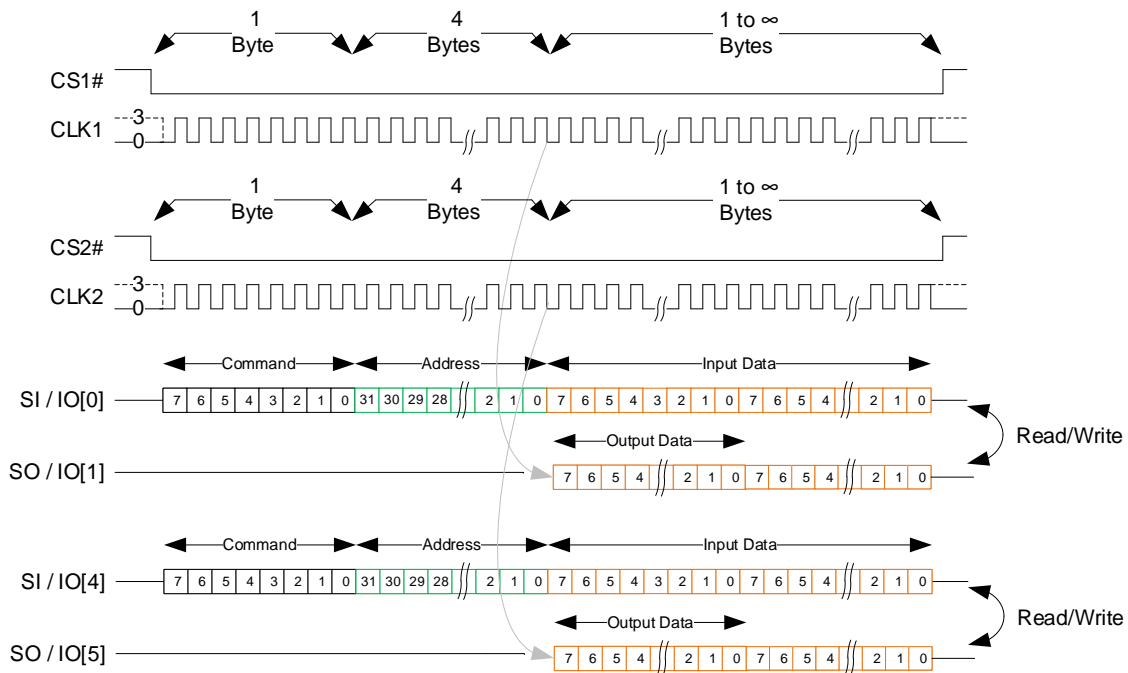 1 4 1 to ∞
Byte Bytes Bytes
CS1#
3
CLK1
0
1 4 1 to ∞
Byte Bytes Bytes
CS2#
3
CLK2
0
Command Address Input Data
SI / IO[0] 7 6 5 4 3 2 1 0 31 30 29 28 2 1 0 7 6 5 4 3 2 1 0 7 6 5 4 2 1 0
Read/Write
Output Data
SO / IO[1] 7 6 5 4 2 1 0 7 6 5 4 2 1 0
Command Address Input Data
SI / IO[4] 7 6 5 4 3 2 1 0 31 30 29 28 2 1 0 7 6 5 4 3 2 1 0 7 6 5 4 2 1 0
Read/Write
Output Data
SO / IO[5] 7 6 5 4 2 1 0 7 6 5 4 2 1 0